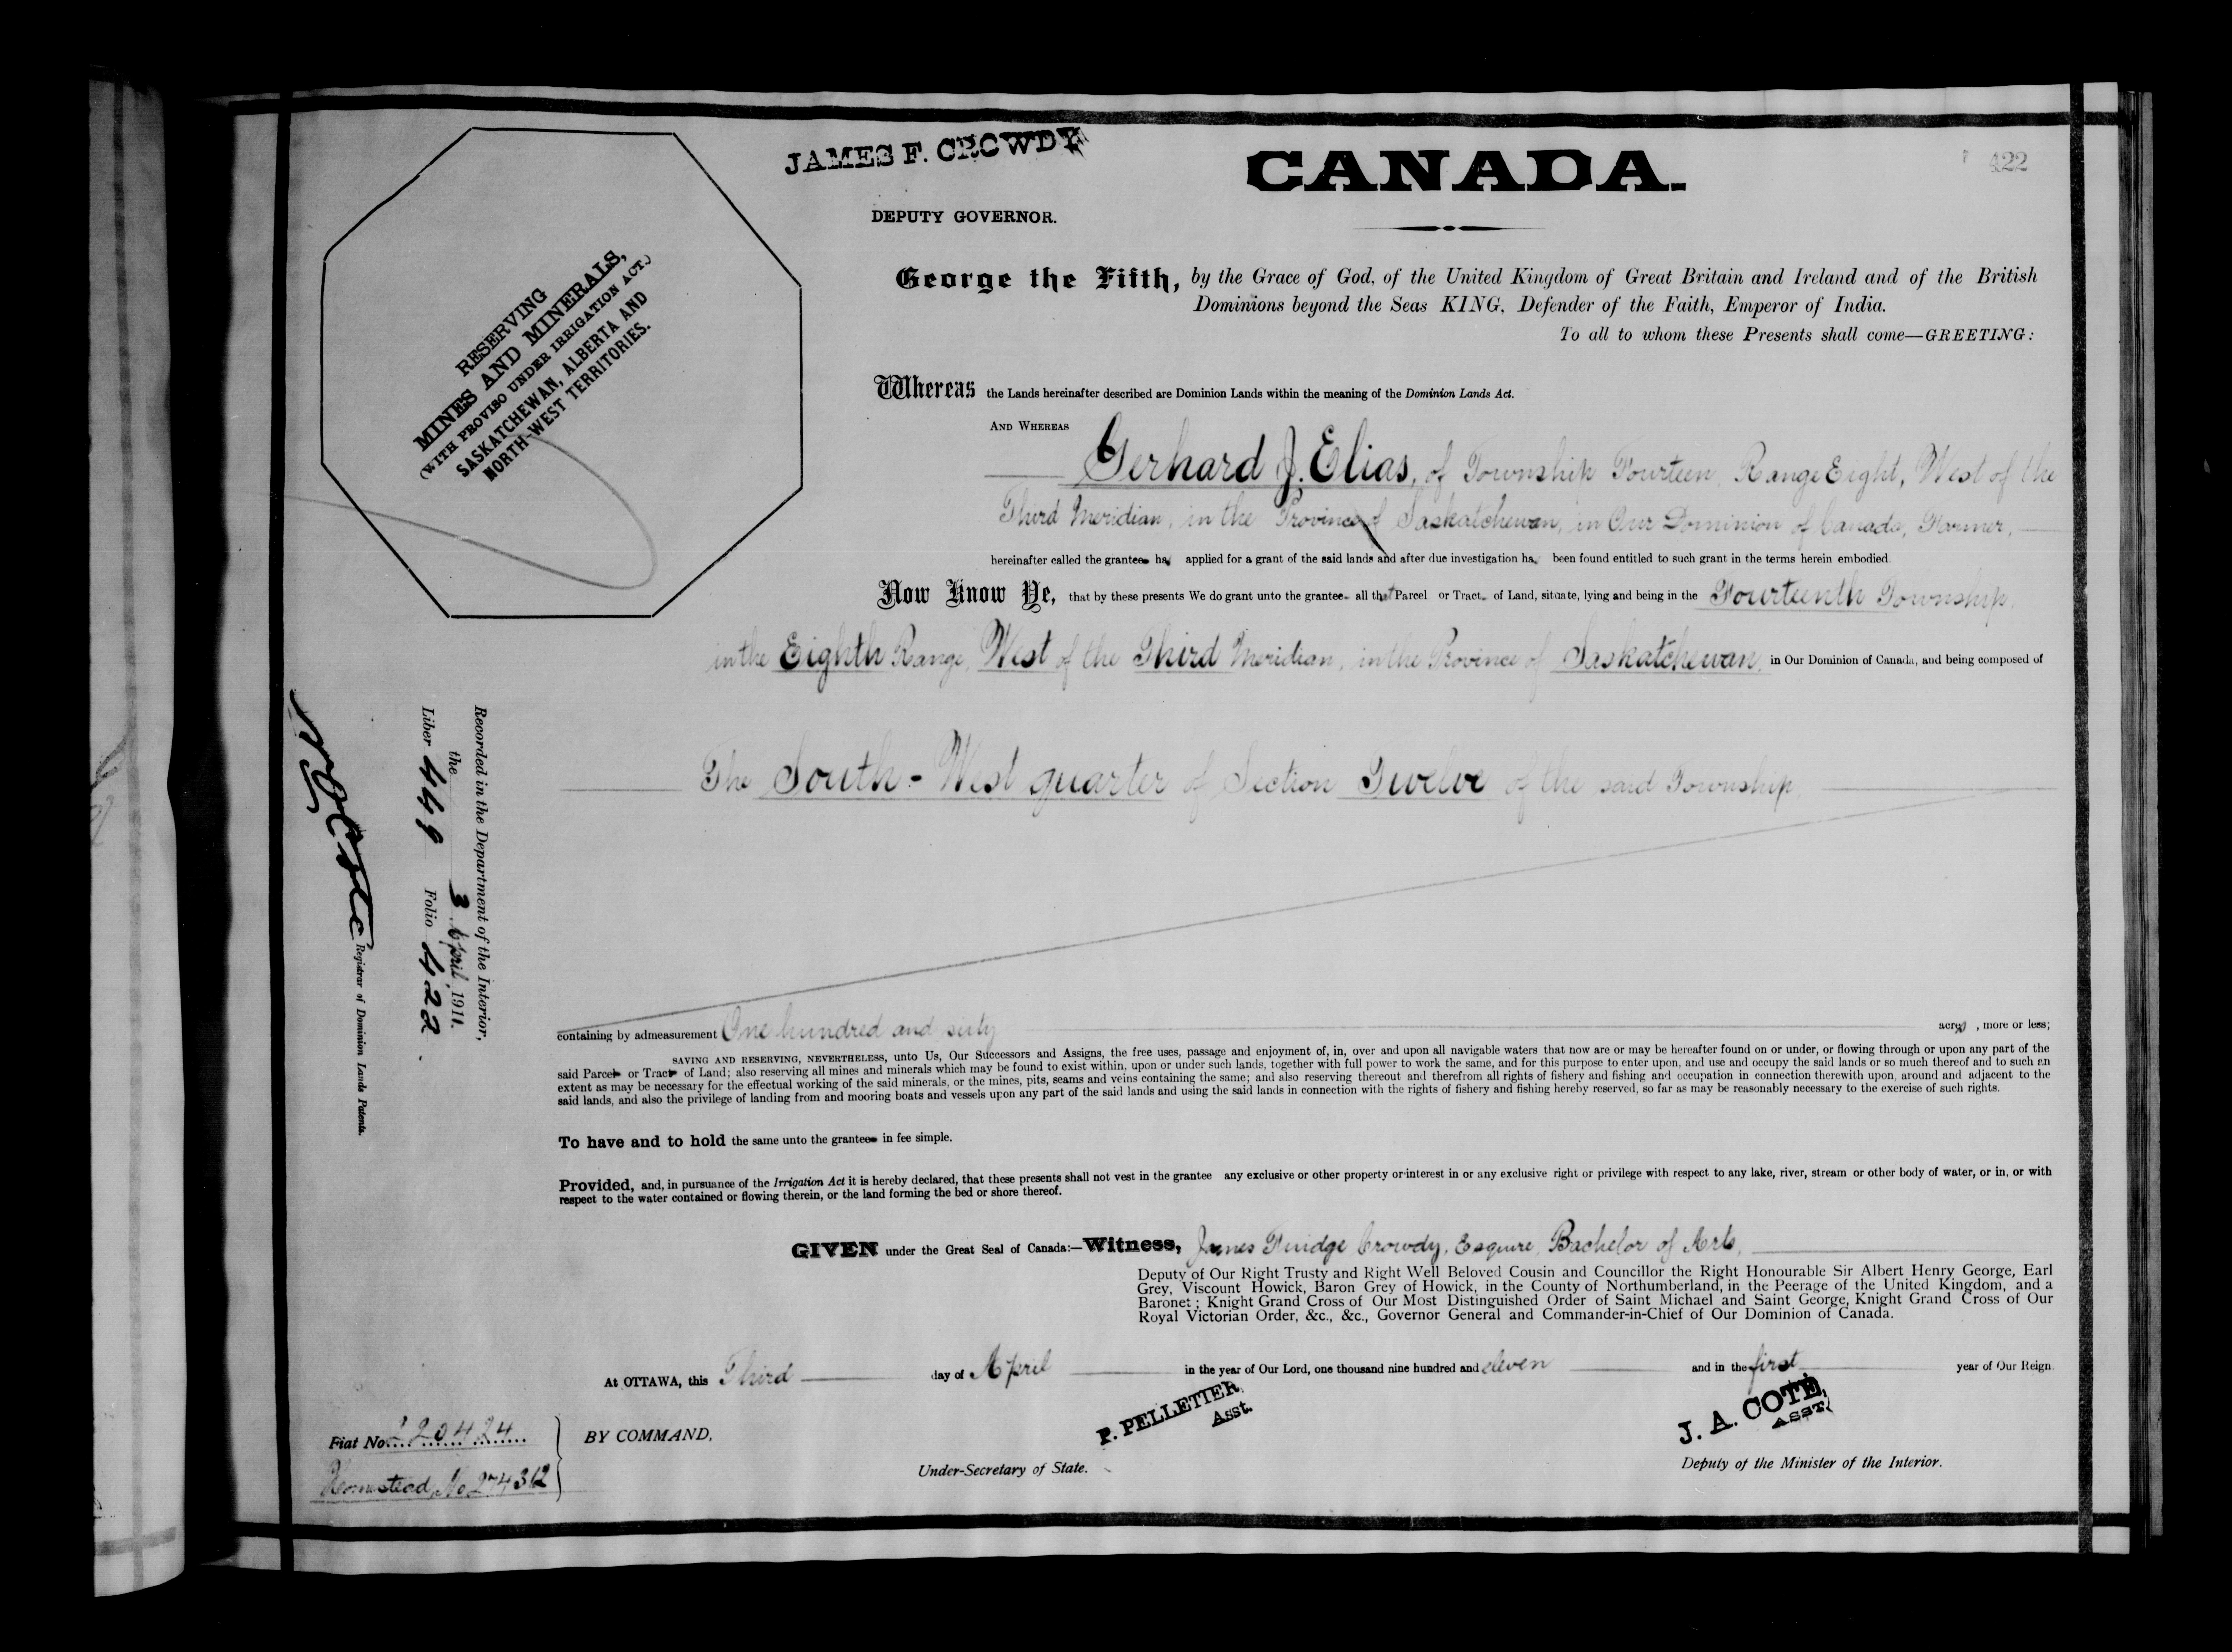 JAMES F. CROWDY
DEPUTY GOVERNOR.
CANADA.
422
RESERVING
MINES AND MINERALS,
(WITH PROVISO UNDER IRRIGATION ACT.)
SASKATCHEWAN, ALBERTA AND
NORTH-WEST TERRITORIES.
George the Fifth, by the Grace of God, of the United Kingdom of Great Britain and Ireland and of the British
Dominions beyond the Seas KING, Defender of the Faith, Emperor of India.
To all to whom these Presents shall come—GREETING:
Whereas the Lands hereinafter described are Dominion Lands within the meaning of the Dominion Lands Act.
AND WHEREAS
Gerhard J. Elias, of Township Fourteen, Range Eight, West of the
Third Meridian, in the Province of Saskatchewan, in Our Dominion of Canada, Farmer,
hereinafter called the grantee ha applied for a grant of the said lands and after due investigation ha been found entitled to such grant in the terms herein embodied.
Now Know Ye, that by these presents We do grant unto the grantee all that Parcel or Tract of Land, situate, lying and being in the Fourteenth Township,
in the Eighth Range, West of the Third Meridian, in the Province of Saskatchewan, in Our Dominion of Canada, and being composed of
The South-West quarter of Section Twelve of the said Township,
containing by admeasurement One hundred and sixty acres, more or less;
SAVING AND RESERVING, NEVERTHELESS, unto Us, Our Successors and Assigns, the free uses, passage and enjoyment of, in, over and upon all navigable waters that now are or may be hereafter found on or under, or flowing through or upon any part of the
said Parcel or Tract of Land; also reserving all mines and minerals which may be found to exist within, upon or under such lands, together with full power to work the same, and for this purpose to enter upon, and use and occupy the said lands or so much thereof and to such an
extent as may be necessary for the effectual working of the said minerals, or the mines, pits, seams and veins containing the same; and also reserving thereout and therefrom all rights of fishery and fishing and occupation in connection therewith upon, around and adjacent to the
said lands, and also the privilege of landing from and mooring boats and vessels upon any part of the said lands and using the said lands in connection with the rights of fishery and fishing hereby reserved, so far as may be reasonably necessary to the exercise of such rights.
To have and to hold the same unto the grantee in fee simple.
Provided, and, in pursuance of the Irrigation Act it is hereby declared, that these presents shall not vest in the grantee any exclusive or other property or interest in or any exclusive right or privilege with respect to any lake, river, stream or other body of water, or in, or with
respect to the water contained or flowing therein, or the land forming the bed or shore thereof.
GIVEN under the Great Seal of Canada:—Witness, James Fuidge Crowdy, Esquire, Bachelor of Arts,
Deputy of Our Right Trusty and Right Well Beloved Cousin and Councillor the Right Honourable Sir Albert Henry George, Earl
Grey, Viscount Howick, Baron Grey of Howick, in the County of Northumberland, in the Peerage of the United Kingdom, and a
Baronet; Knight Grand Cross of Our Most Distinguished Order of Saint Michael and Saint George, Knight Grand Cross of Our
Royal Victorian Order, &c., &c., Governor General and Commander-in-Chief of Our Dominion of Canada.
At OTTAWA, this Third day of April in the year of Our Lord, one thousand nine hundred and eleven and in the first year of Our Reign.
Fiat No. 220424
Homestead, No 274312
BY COMMAND,
P. PELLETIER,
Asst.
Under-Secretary of State.
J. A. COTÉ,
ASST.
Deputy of the Minister of the Interior.
Recorded in the Department of the Interior,
the 3 April, 1911.
Liber 449 Folio 422
Registrar of Dominion Lands Patents.